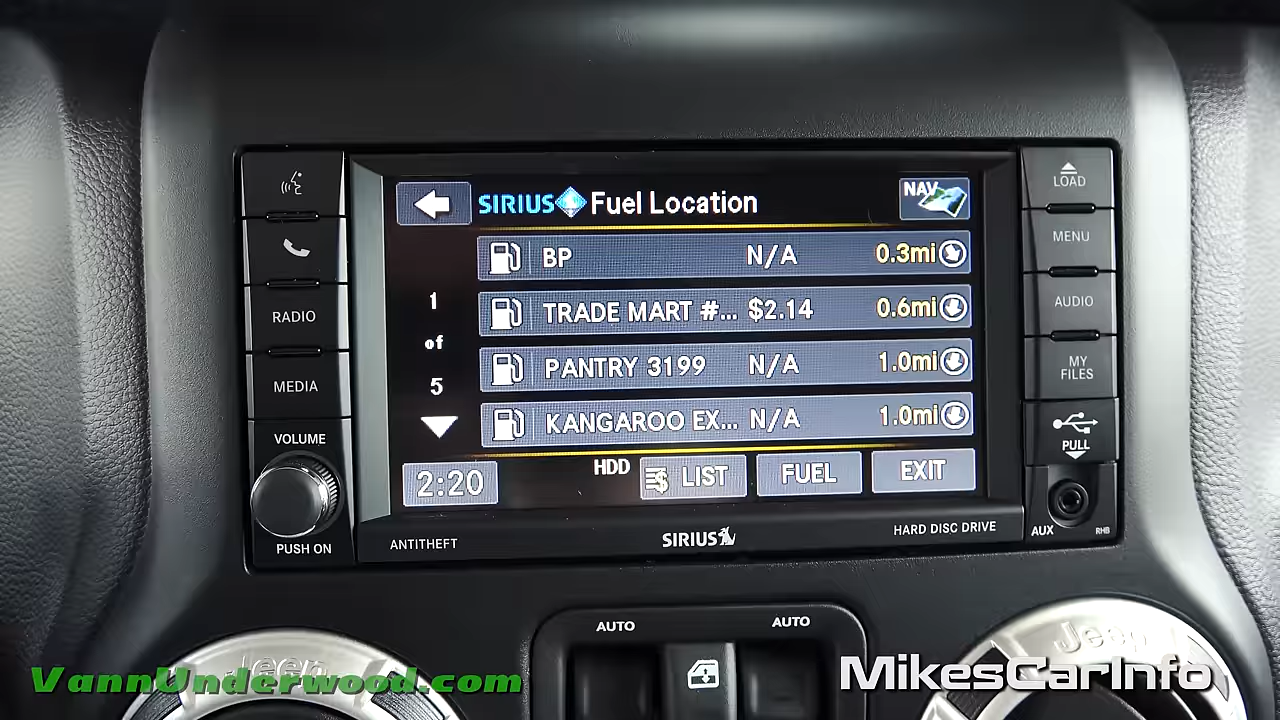 LOAD
SIRIUS Fuel Location
NAV
MENU
BP N/A 0.3mi
RADIO
1
of
5
TRADE MART #... $2.14 0.6mi
AUDIO
PANTRY 3199 N/A 1.0mi
MY
FILES
MEDIA
KANGAROO EX... N/A 1.0mi
VOLUME
PULL
2:20
HDD
$ LIST
FUEL
EXIT
PUSH ON
ANTITHEFT
SIRIUS
HARD DISC DRIVE
AUX
RHB
AUTO
AUTO
Jeep
Jeep
VannUnderwood.com
MikesCarInfo